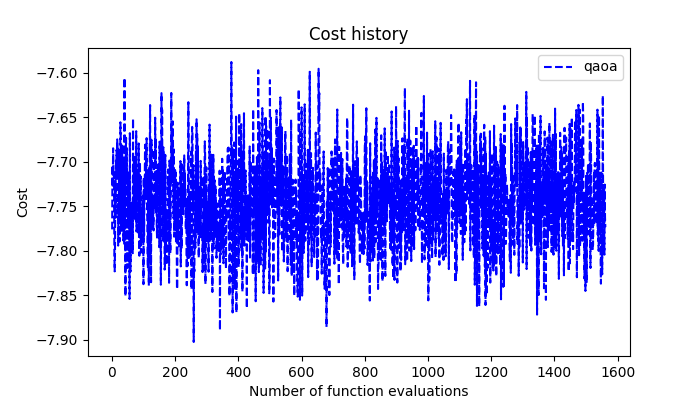 Cost history
qaoa
−7.60
−7.65
−7.70
−7.75
−7.80
−7.85
−7.90
Cost
0 200 400 600 800 1000 1200 1400 1600
Number of function evaluations